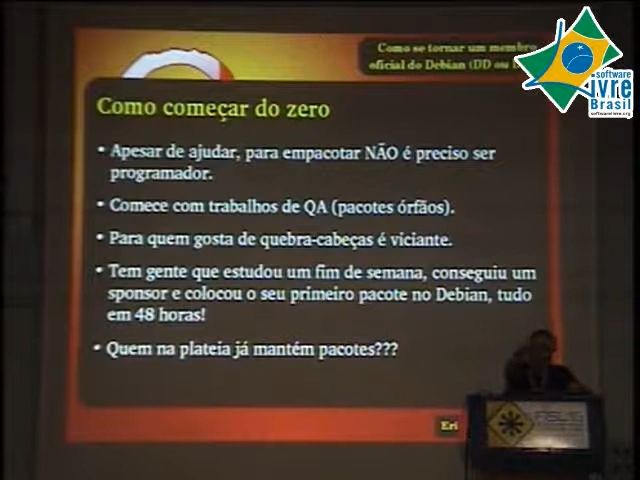 Como se tornar um membro
oficial do Debian (DD ou
Software
livre
Brasil
softwarelivre.org
Como começar do zero
• Apesar de ajudar, para empacotar NÃO é preciso ser
programador.
• Comece com trabalhos de QA (pacotes órfãos).
• Para quem gosta de quebra-cabeças é viciante.
• Tem gente que estudou um fim de semana, conseguiu um
sponsor e colocou o seu primeiro pacote no Debian, tudo
em 48 horas!
• Quem na plateia já mantém pacotes???
Eri